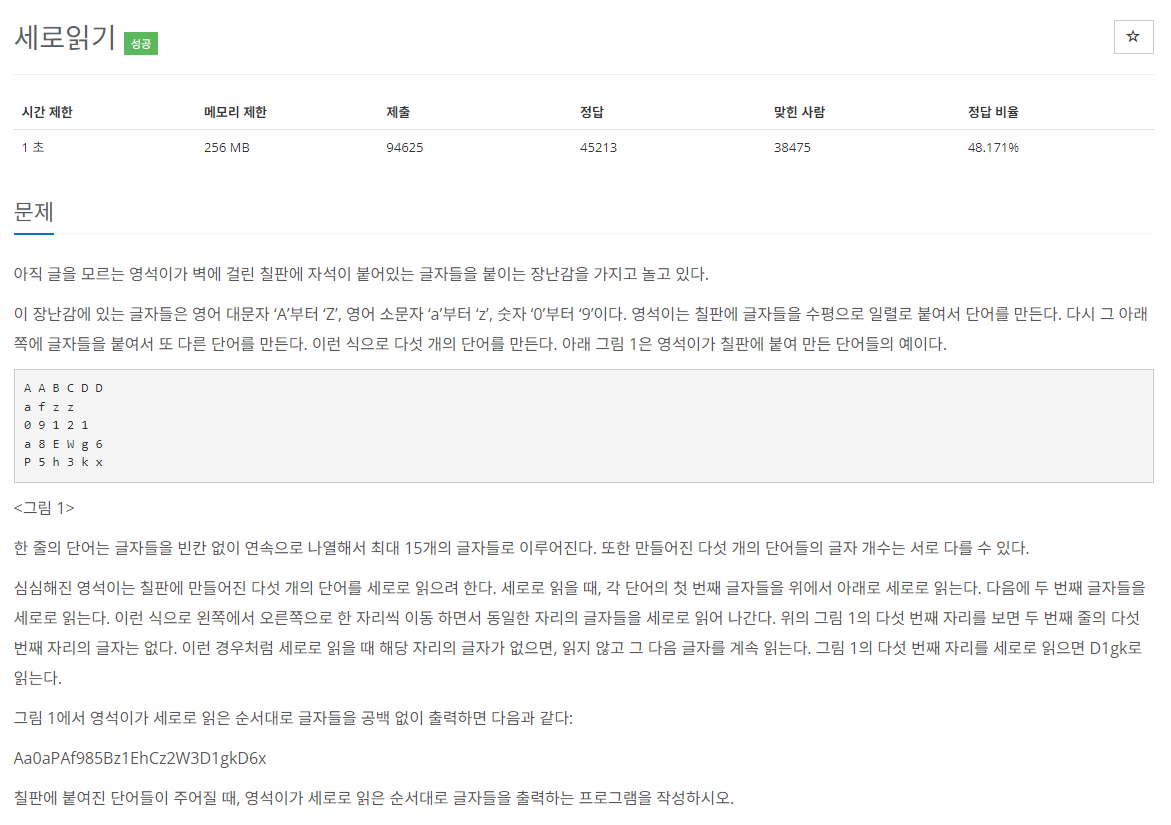 세로읽기 성공
☆
시간 제한 메모리 제한 제출 정답 맞힌 사람 정답 비율
1 초 256 MB 94625 45213 38475 48.171%
문제
아직 글을 모르는 영석이가 벽에 걸린 칠판에 자석이 붙어있는 글자들을 붙이는 장난감을 가지고 놀고 있다.
이 장난감에 있는 글자들은 영어 대문자 ‘A’부터 ‘Z’, 영어 소문자 ‘a’부터 ‘z’, 숫자 ‘0’부터 ‘9’이다. 영석이는 칠판에 글자들을 수평으로 일렬로 붙여서 단어를 만든다. 다시 그 아래
쪽에 글자들을 붙여서 또 다른 단어를 만든다. 이런 식으로 다섯 개의 단어를 만든다. 아래 그림 1은 영석이가 칠판에 붙여 만든 단어들의 예이다.
A A B C D D
a f z z
0 9 1 2 1
a 8 E W g 6
P 5 h 3 k x
<그림 1>
한 줄의 단어는 글자들을 빈칸 없이 연속으로 나열해서 최대 15개의 글자들로 이루어진다. 또한 만들어진 다섯 개의 단어들의 글자 개수는 서로 다를 수 있다.
심심해진 영석이는 칠판에 만들어진 다섯 개의 단어를 세로로 읽으려 한다. 세로로 읽을 때, 각 단어의 첫 번째 글자들을 위에서 아래로 세로로 읽는다. 다음에 두 번째 글자들을
세로로 읽는다. 이런 식으로 왼쪽에서 오른쪽으로 한 자리씩 이동 하면서 동일한 자리의 글자들을 세로로 읽어 나간다. 위의 그림 1의 다섯 번째 자리를 보면 두 번째 줄의 다섯
번째 자리의 글자는 없다. 이런 경우처럼 세로로 읽을 때 해당 자리의 글자가 없으면, 읽지 않고 그 다음 글자를 계속 읽는다. 그림 1의 다섯 번째 자리를 세로로 읽으면 D1gk로
읽는다.
그림 1에서 영석이가 세로로 읽은 순서대로 글자들을 공백 없이 출력하면 다음과 같다:
Aa0aPAf985Bz1EhCz2W3D1gkD6x
칠판에 붙여진 단어들이 주어질 때, 영석이가 세로로 읽은 순서대로 글자들을 출력하는 프로그램을 작성하시오.